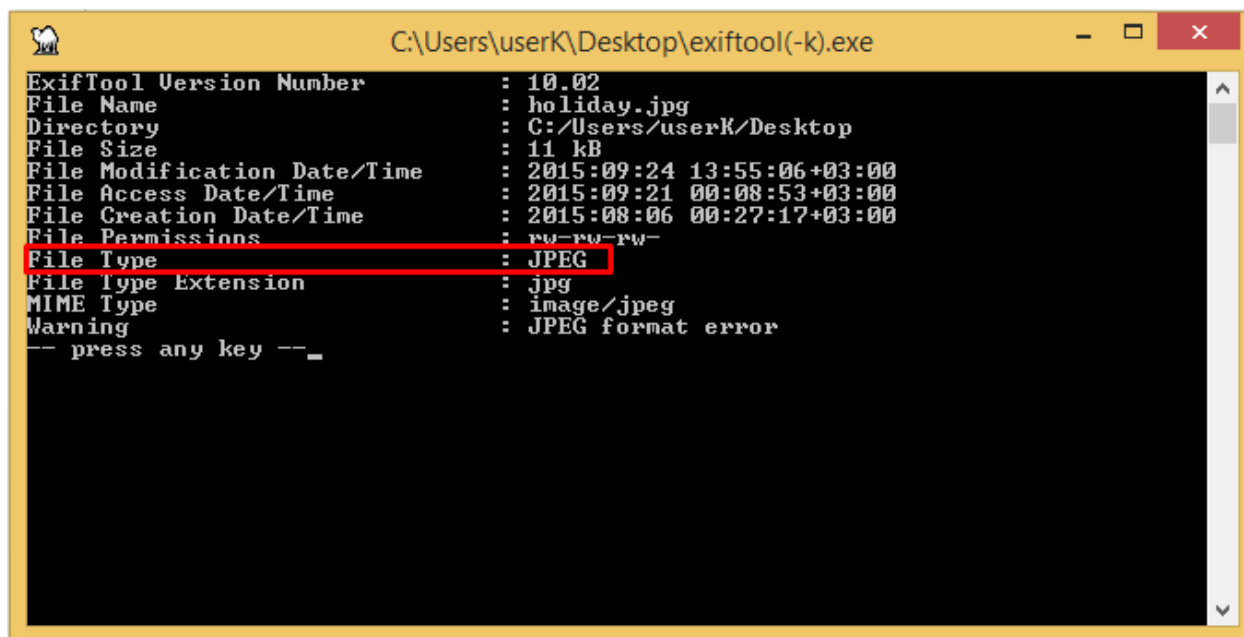 C:\Users\userK\Desktop\exiftool(-k).exe
ExifTool Version Number : 10.02
File Name : holiday.jpg
Directory : C:/Users/userK/Desktop
File Size : 11 kB
File Modification Date/Time : 2015:09:24 13:55:06+03:00
File Access Date/Time : 2015:09:21 00:08:53+03:00
File Creation Date/Time : 2015:08:06 00:27:17+03:00
File Permissions : rw-rw-rw-
File Type : JPEG
File Type Extension : jpg
MIME Type : image/jpeg
Warning : JPEG format error
-- press any key --_